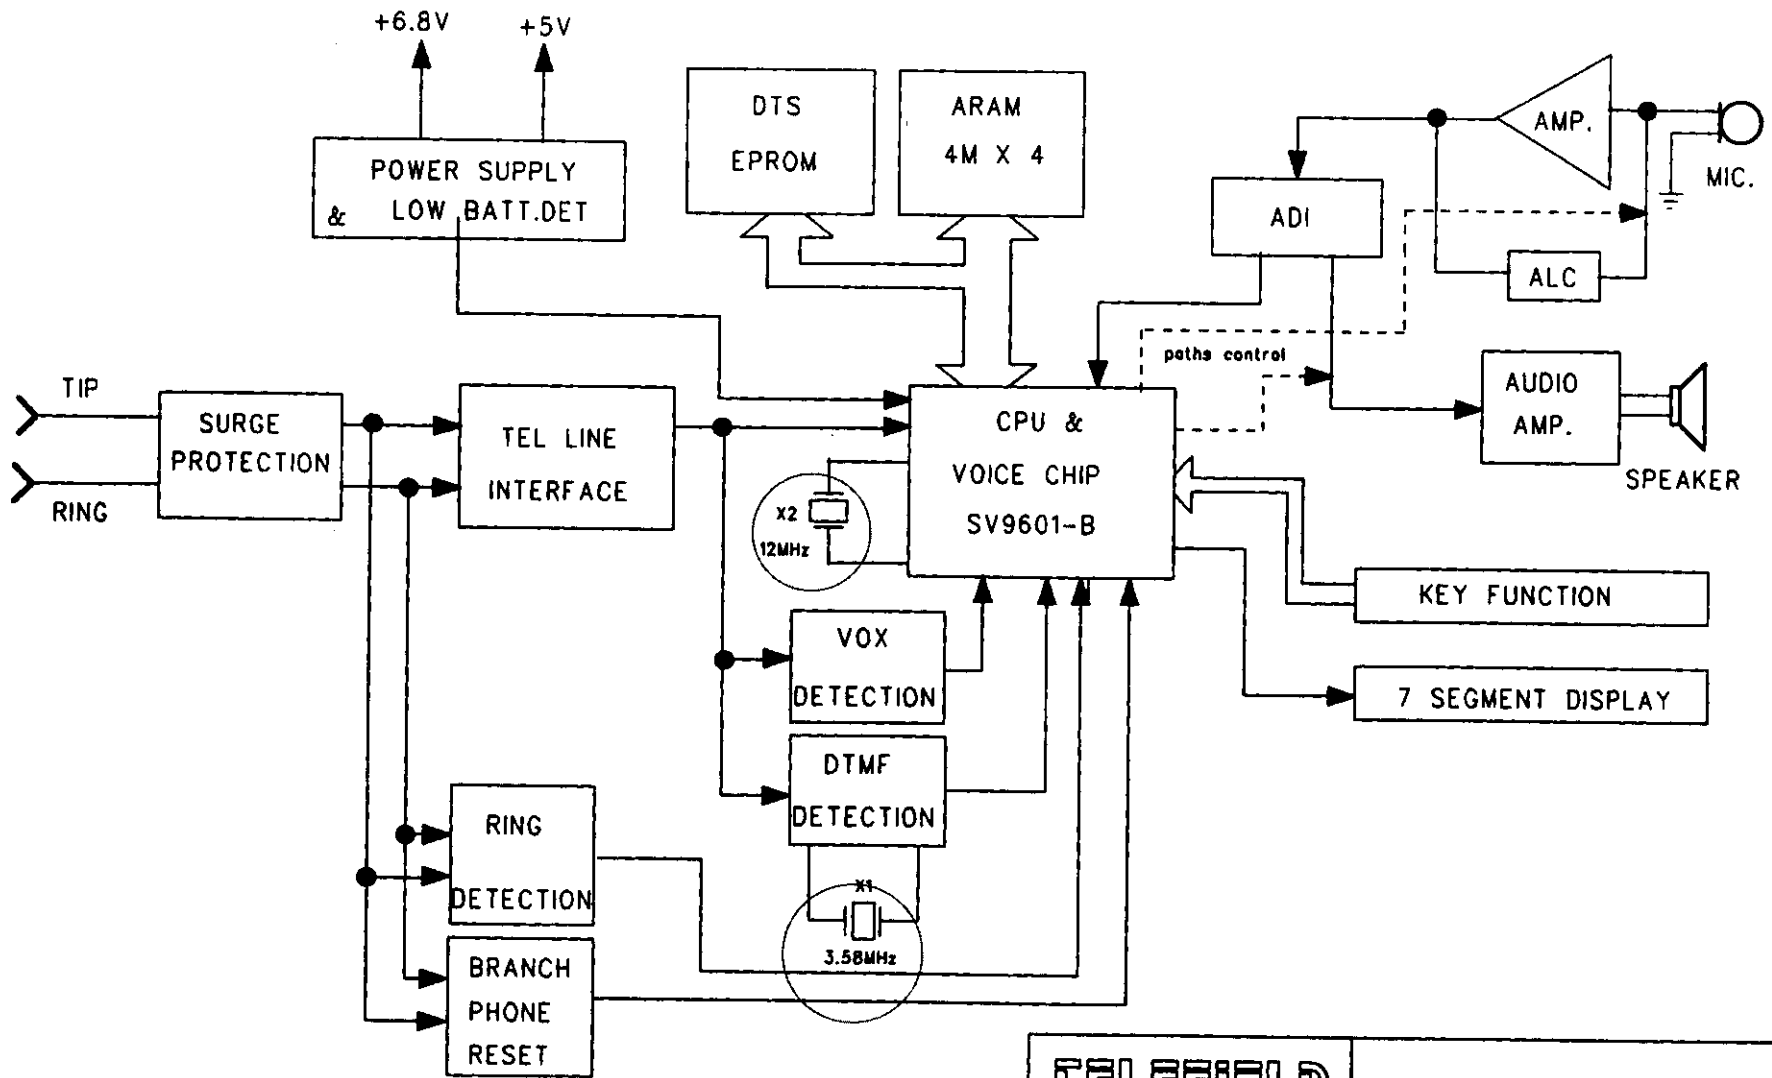 +6.8V
+5V
POWER SUPPLY
& LOW BATT.DET
DTS
EPROM
ARAM
4M X 4
AMP.
MIC.
ADI
ALC
paths control
AUDIO
AMP.
SPEAKER
TIP
RING
SURGE
PROTECTION
TEL LINE
INTERFACE
CPU &
VOICE CHIP
SV9601-B
X2
12MHz
KEY FUNCTION
7 SEGMENT DISPLAY
VOX
DETECTION
DTMF
DETECTION
X1
3.58MHz
RING
DETECTION
BRANCH
PHONE
RESET